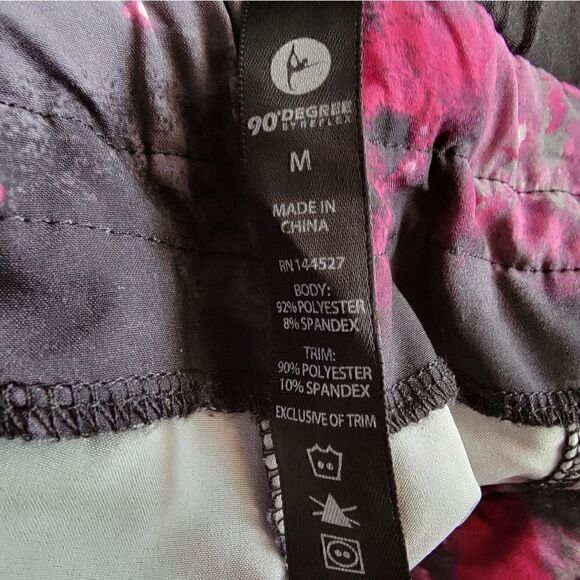 90°DEGREE
BY REFLEX
M
MADE IN
CHINA
RN 144527
BODY:
92% POLYESTER
8% SPANDEX
TRIM:
90% POLYESTER
10% SPANDEX
EXCLUSIVE OF TRIM